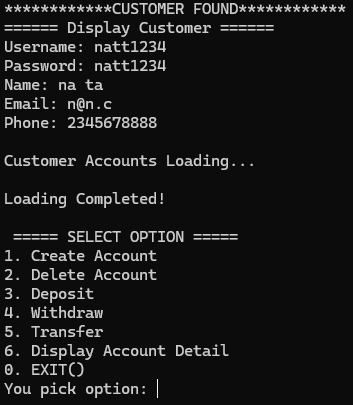 ************CUSTOMER FOUND************
====== Display Customer ======
Username: natt1234
Password: natt1234
Name: na ta
Email: n@n.c
Phone: 2345678888
Customer Accounts Loading...
Loading Completed!
===== SELECT OPTION =====
1. Create Account
2. Delete Account
3. Deposit
4. Withdraw
5. Transfer
6. Display Account Detail
0. EXIT()
You pick option: